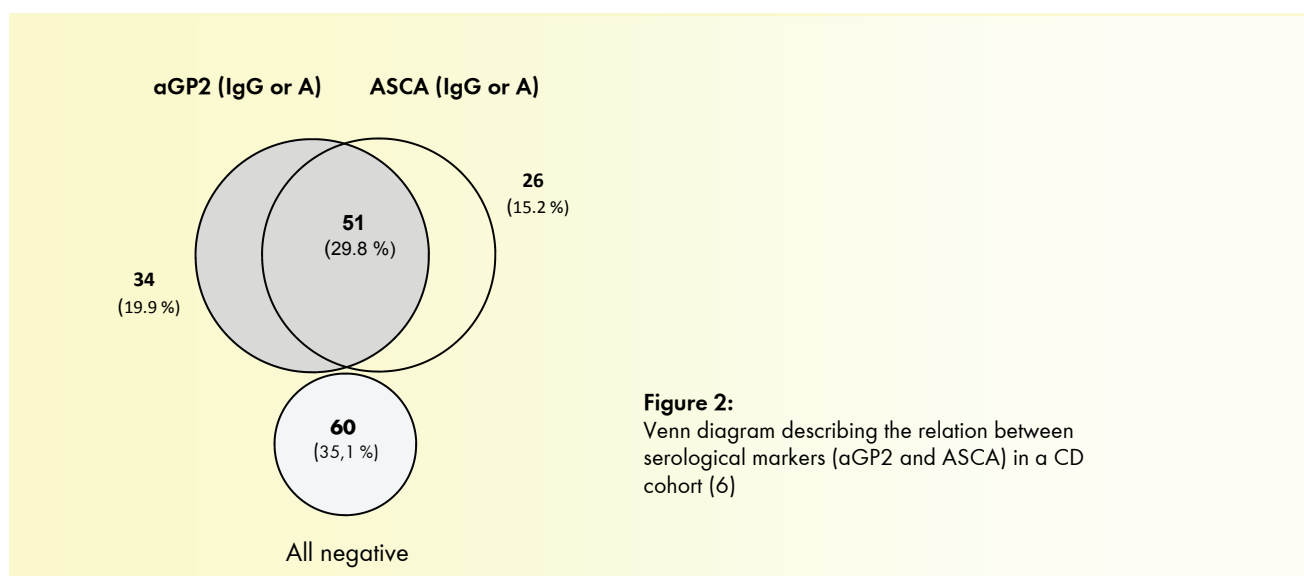 aGP2 (IgG or A) ASCA (IgG or A)
26
(15.2 %)
51
(29.8 %)
34
(19.9 %)
60
(35,1 %)
All negative
Figure 2:
Venn diagram describing the relation between
serological markers (aGP2 and ASCA) in a CD
cohort (6)